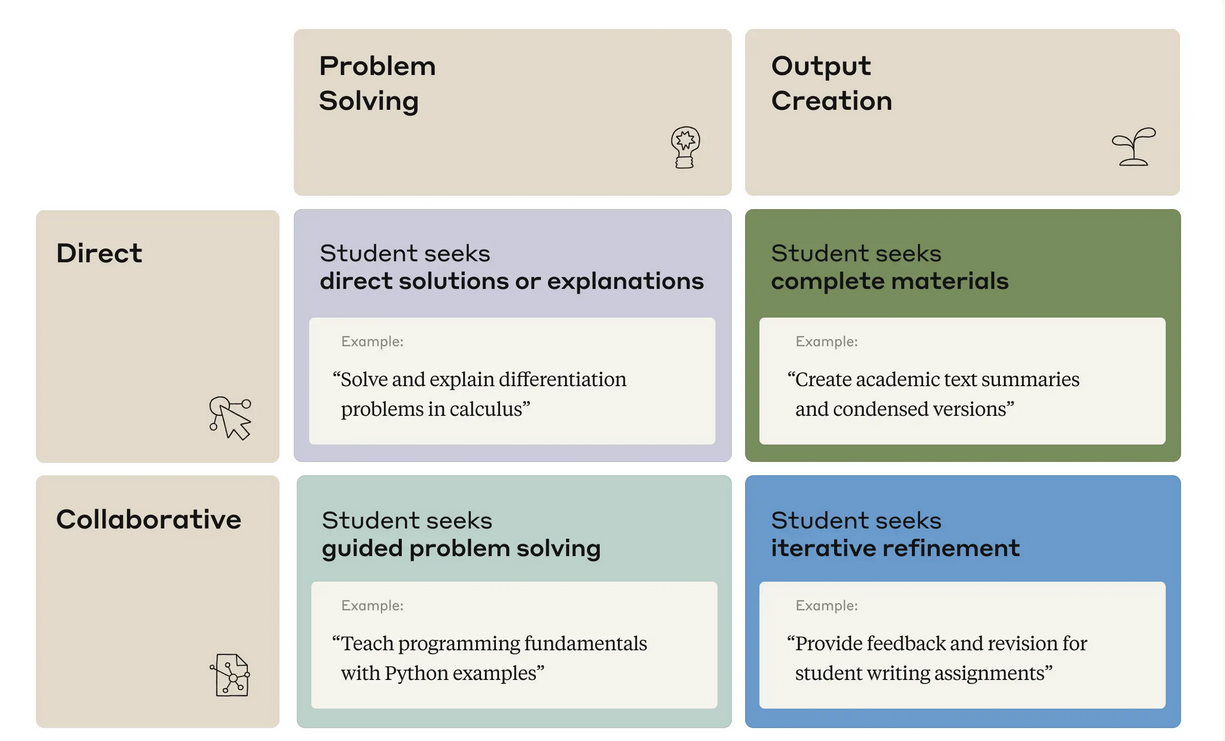 Problem
Solving
Output
Creation
Direct
Student seeks
direct solutions or explanations
Example:
“Solve and explain differentiation
problems in calculus”
Student seeks
complete materials
Example:
“Create academic text summaries
and condensed versions”
Collaborative
Student seeks
guided problem solving
Example:
“Teach programming fundamentals
with Python examples”
Student seeks
iterative refinement
Example:
“Provide feedback and revision for
student writing assignments”